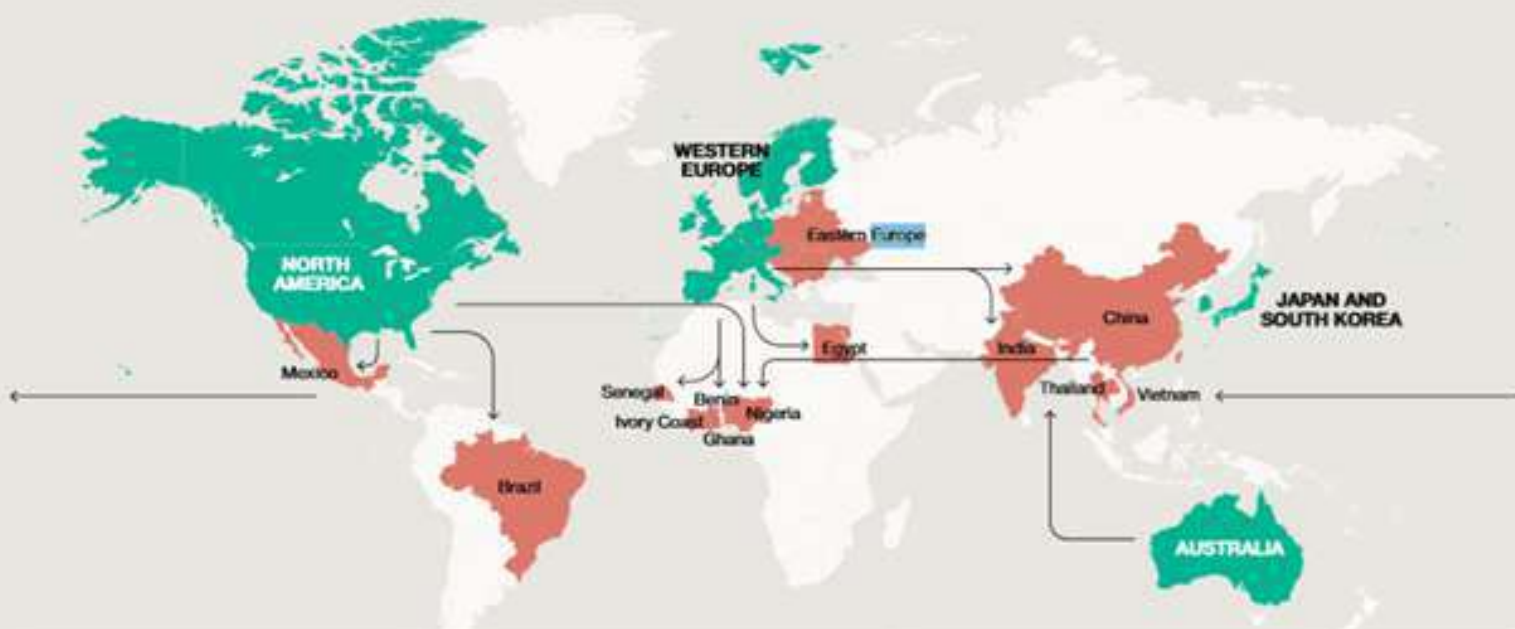 WESTERN
EUROPE
Eastern Europe
NORTH
AMERICA
JAPAN AND
SOUTH KOREA
China
Egypt
India
Mexico
Senegal
Benin
Thailand
Vietnam
Ivory Coast
Nigeria
Ghana
Brazil
AUSTRALIA